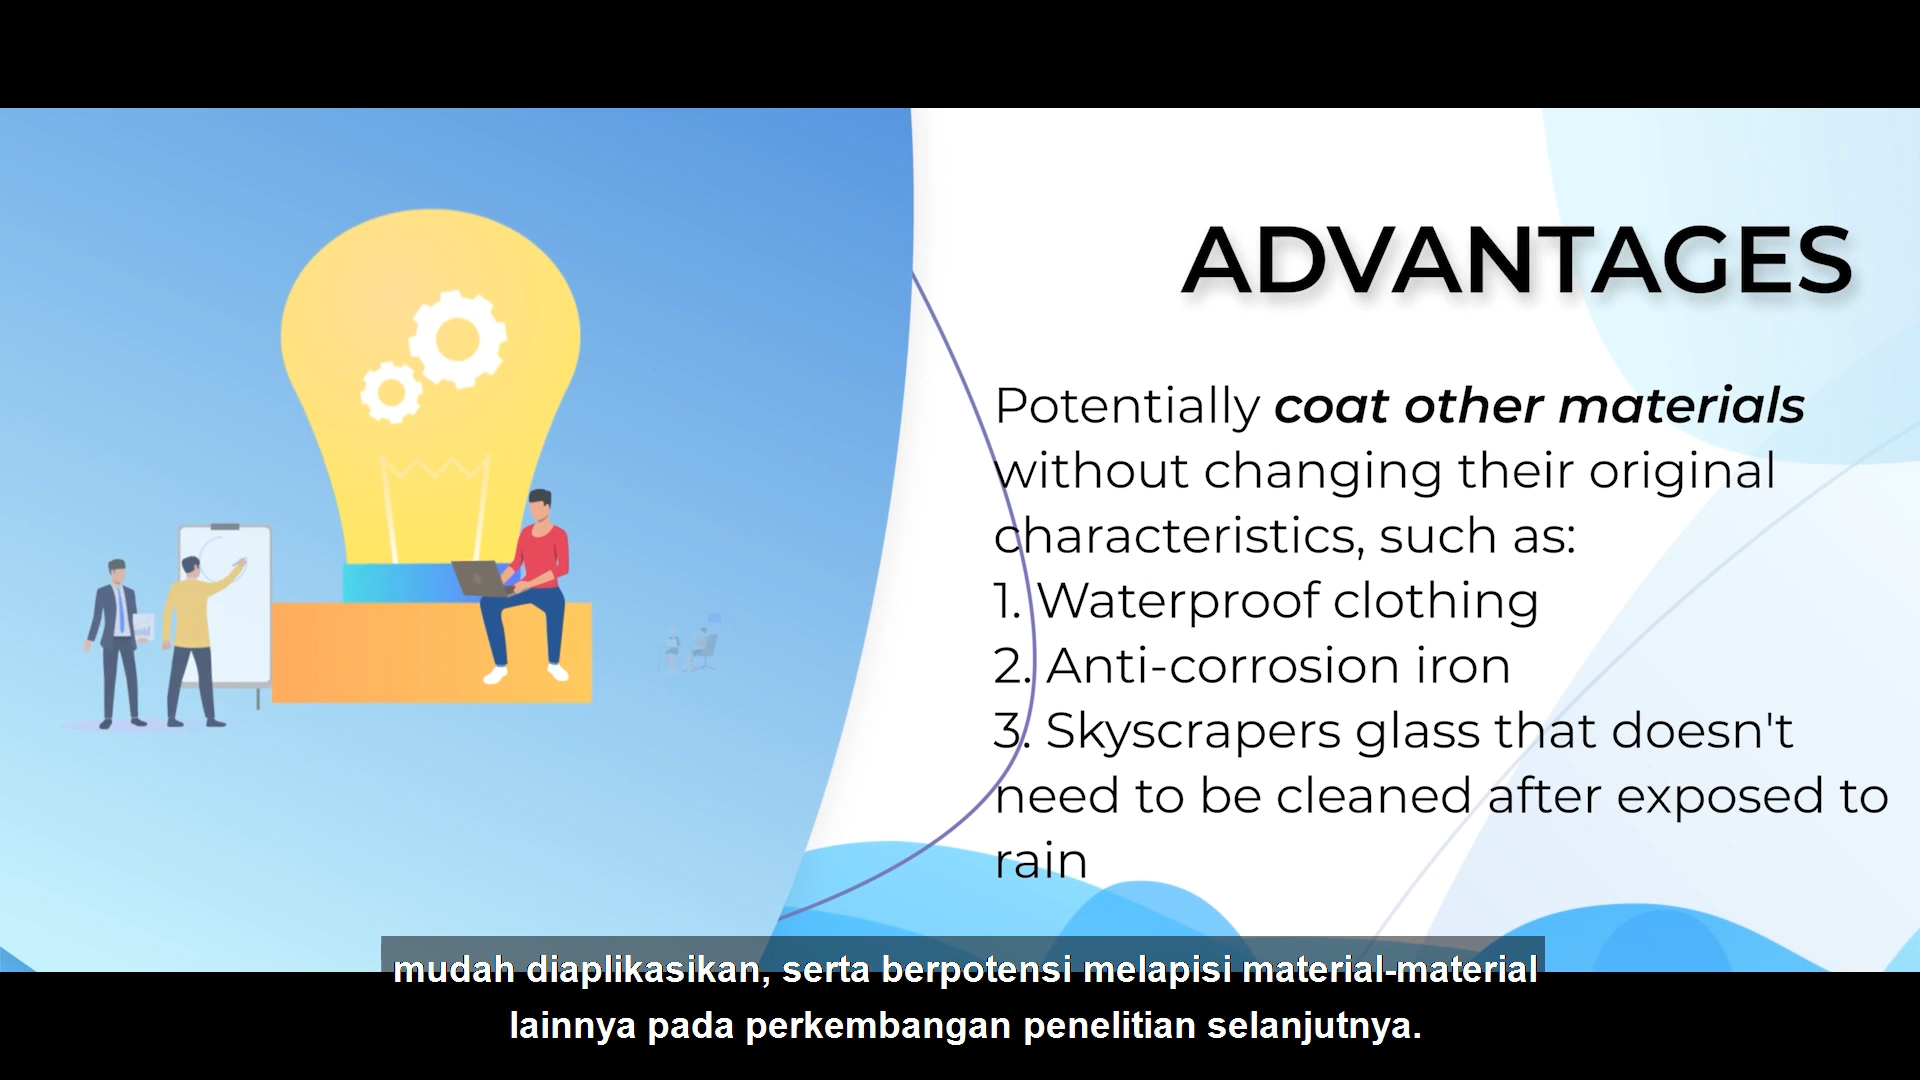 ADVANTAGES
Potentially coat other materials
without changing their original
characteristics, such as:
1. Waterproof clothing
2. Anti-corrosion iron
3. Skyscrapers glass that doesn't
need to be cleaned after exposed to
rain
mudah diaplikasikan, serta berpotensi melapisi material-material
lainnya pada perkembangan penelitian selanjutnya.